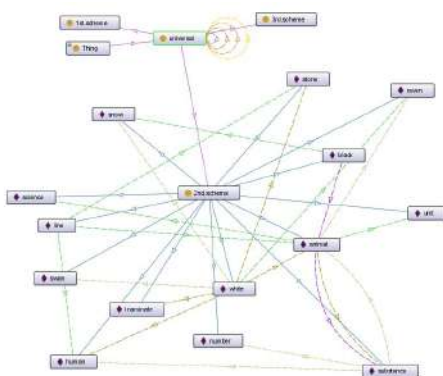 1st.scheme
3rd.scheme
universal
Thing
stone
raven
snow
black
essence
2nd.scheme
unit
line
animal
swan
white
Inanimate
number
human
substance